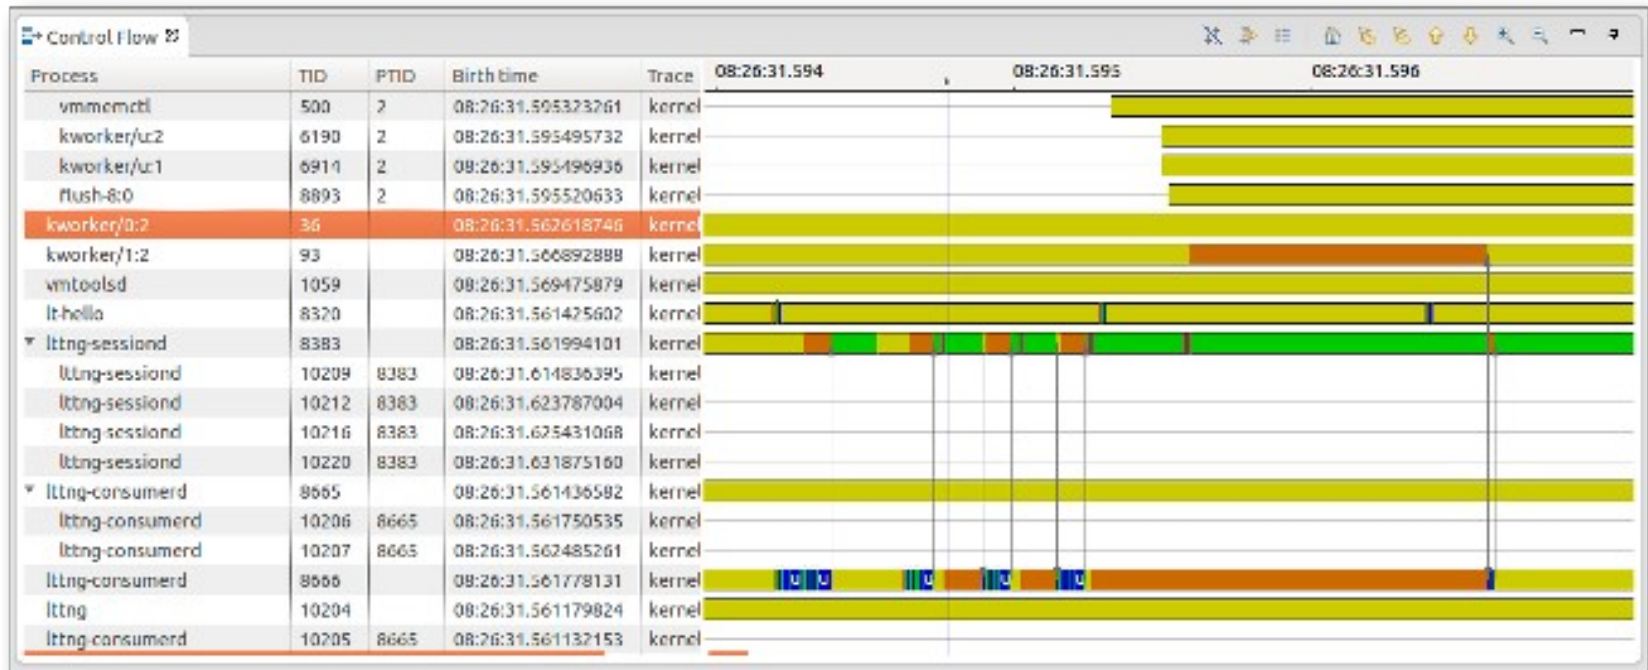 Control Flow
Process TID PTID Birth time Trace 08:26:31.594 08:26:31.595 08:26:31.596
vmmemctl 500 2 08:26:31.595323261 kernel
kworker/u:2 6190 2 08:26:31.595495732 kernel
kworker/u:1 6914 2 08:26:31.595496936 kernel
flush-8:0 8893 2 08:26:31.595520633 kernel
kworker/0:2 36 08:26:31.562618746 kernel
kworker/1:2 93 08:26:31.566892888 kernel
vmtoolsd 1059 08:26:31.569475879 kernel
lt-hello 8320 08:26:31.561425602 kernel
lttng-sessiond 8383 08:26:31.561994101 kernel
lttng-sessiond 10209 8383 08:26:31.614836395 kernel
lttng-sessiond 10212 8383 08:26:31.623787004 kernel
lttng-sessiond 10216 8383 08:26:31.625431068 kernel
lttng-sessiond 10220 8383 08:26:31.631875160 kernel
lttng-consumerd 8665 08:26:31.561436582 kernel
lttng-consumerd 10206 8665 08:26:31.561750535 kernel
lttng-consumerd 10207 8665 08:26:31.562485261 kernel
lttng-consumerd 8666 08:26:31.561778131 kernel
lttng 10204 08:26:31.561179824 kernel
lttng-consumerd 10205 8665 08:26:31.561132153 kernel